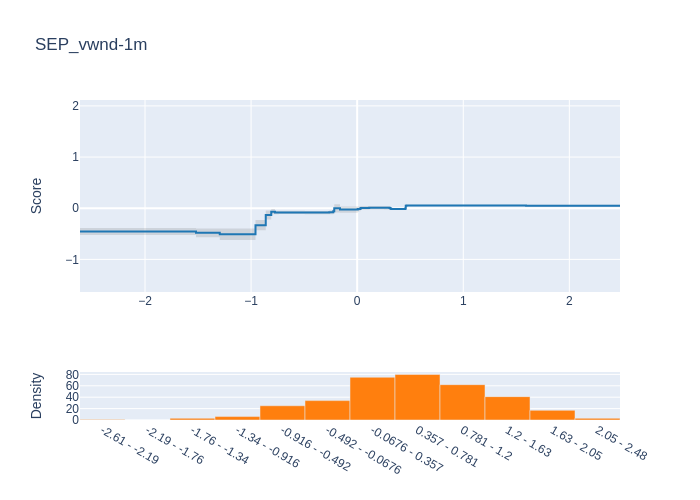 SEP_vwnd-1m
Score
2
1
0
−1
−2
−1
0
1
2
Density
80
60
40
20
0
-2.61 - -2.19
-2.19 - -1.76
-1.76 - -1.34
-1.34 - -0.916
-0.916 - -0.492
-0.492 - -0.0676
-0.0676 - 0.357
0.357 - 0.781
0.781 - 1.2
1.2 - 1.63
1.63 - 2.05
2.05 - 2.48